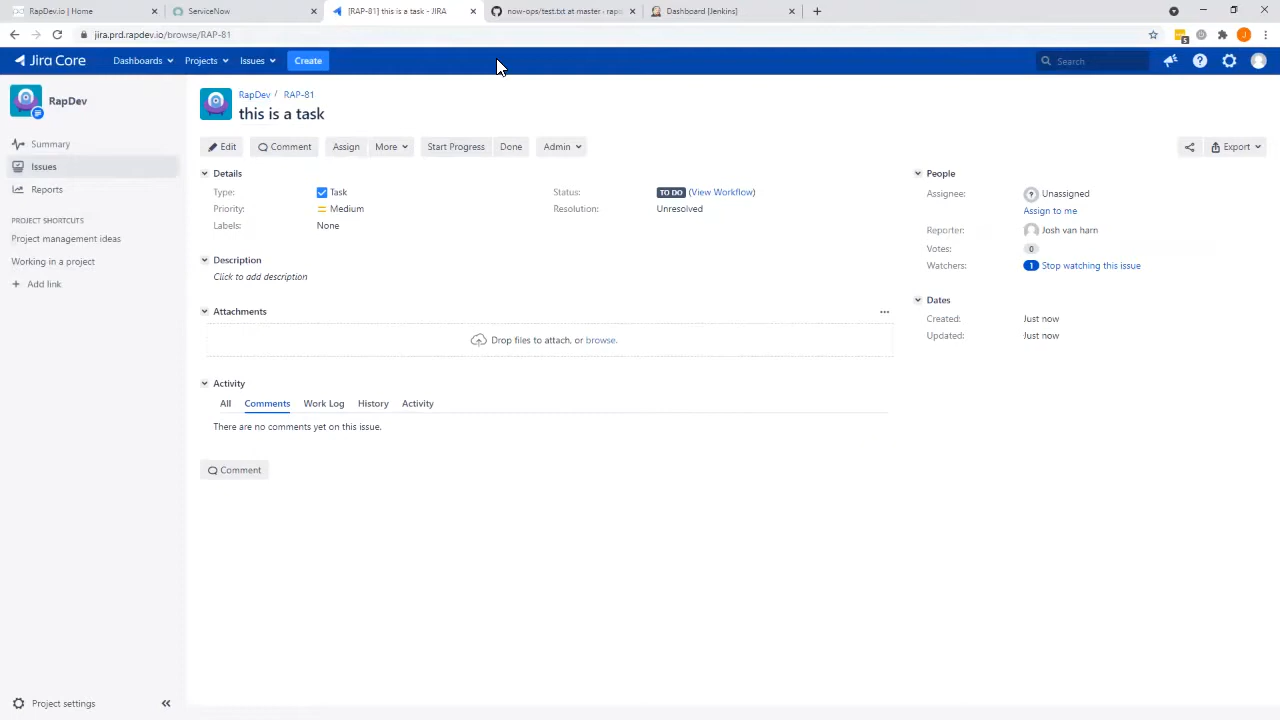 RapDev.io | Home
ServiceNow
[RAP-81] this is a task - JIRA
now-ops/test.txt at master · rapd
Dashboard [Jenkins]
jira.prd.rapdev.io/browse/RAP-81
Jira Core Dashboards Projects Issues Create Search
RapDev
Summary
Issues
Reports
PROJECT SHORTCUTS
Project management ideas
Working in a project
Add link
Project settings
RapDev / RAP-81
this is a task
Edit Comment Assign More Start Progress Done Admin Export
Details
Type: Task Status: TO DO (View Workflow)
Priority: Medium Resolution: Unresolved
Labels: None
Description
Click to add description
Attachments
Drop files to attach, or browse.
Activity
All Comments Work Log History Activity
There are no comments yet on this issue.
Comment
People
Assignee: Unassigned
Assign to me
Reporter: Josh van harn
Votes: 0
Watchers: 1 Stop watching this issue
Dates
Created: Just now
Updated: Just now